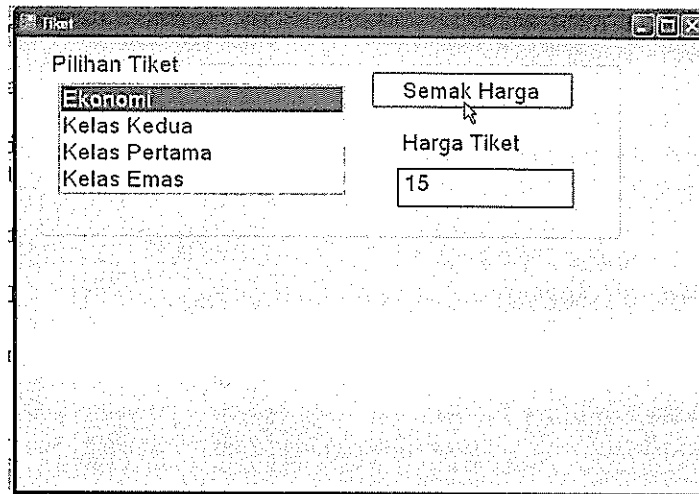 Tiket
Pilihan Tiket
Ekonomi
Kelas Kedua
Kelas Pertama
Kelas Emas
Semak Harga
Harga Tiket
15